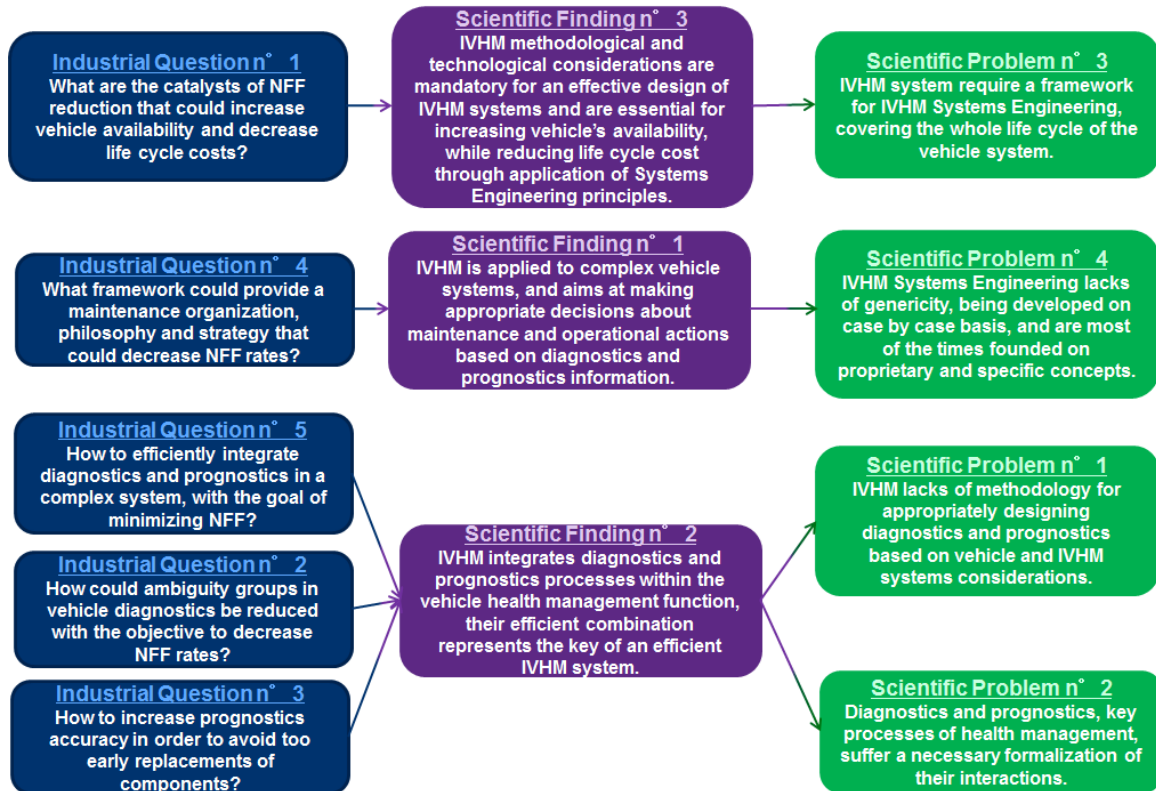 Industrial Question n° 1
What are the catalysts of NFF
reduction that could increase
vehicle availability and decrease
life cycle costs?
Scientific Finding n° 3
IVHM methodological and
technological considerations are
mandatory for an effective design of
IVHM systems and are essential for
increasing vehicle's availability,
while reducing life cycle cost
through application of Systems
Engineering principles.
Scientific Problem n° 3
IVHM system require a framework
for IVHM Systems Engineering,
covering the whole life cycle of the
vehicle system.
Industrial Question n° 4
What framework could provide a
maintenance organization,
philosophy and strategy that
could decrease NFF rates?
Scientific Finding n° 1
IVHM is applied to complex vehicle
systems, and aims at making
appropriate decisions about
maintenance and operational actions
based on diagnostics and
prognostics information.
Scientific Problem n° 4
IVHM Systems Engineering lacks
of genericity, being developed on
case by case basis, and are most
of the times founded on
proprietary and specific concepts.
Industrial Question n° 5
How to efficiently integrate
diagnostics and prognostics in a
complex system, with the goal of
minimizing NFF?
Industrial Question n° 2
How could ambiguity groups in
vehicle diagnostics be reduced
with the objective to decrease
NFF rates?
Industrial Question n° 3
How to increase prognostics
accuracy in order to avoid too
early replacements of
components?
Scientific Finding n° 2
IVHM integrates diagnostics and
prognostics processes within the
vehicle health management function,
their efficient combination
represents the key of an efficient
IVHM system.
Scientific Problem n° 1
IVHM lacks of methodology for
appropriately designing
diagnostics and prognostics
based on vehicle and IVHM
systems considerations.
Scientific Problem n° 2
Diagnostics and prognostics, key
processes of health management,
suffer a necessary formalization of
their interactions.